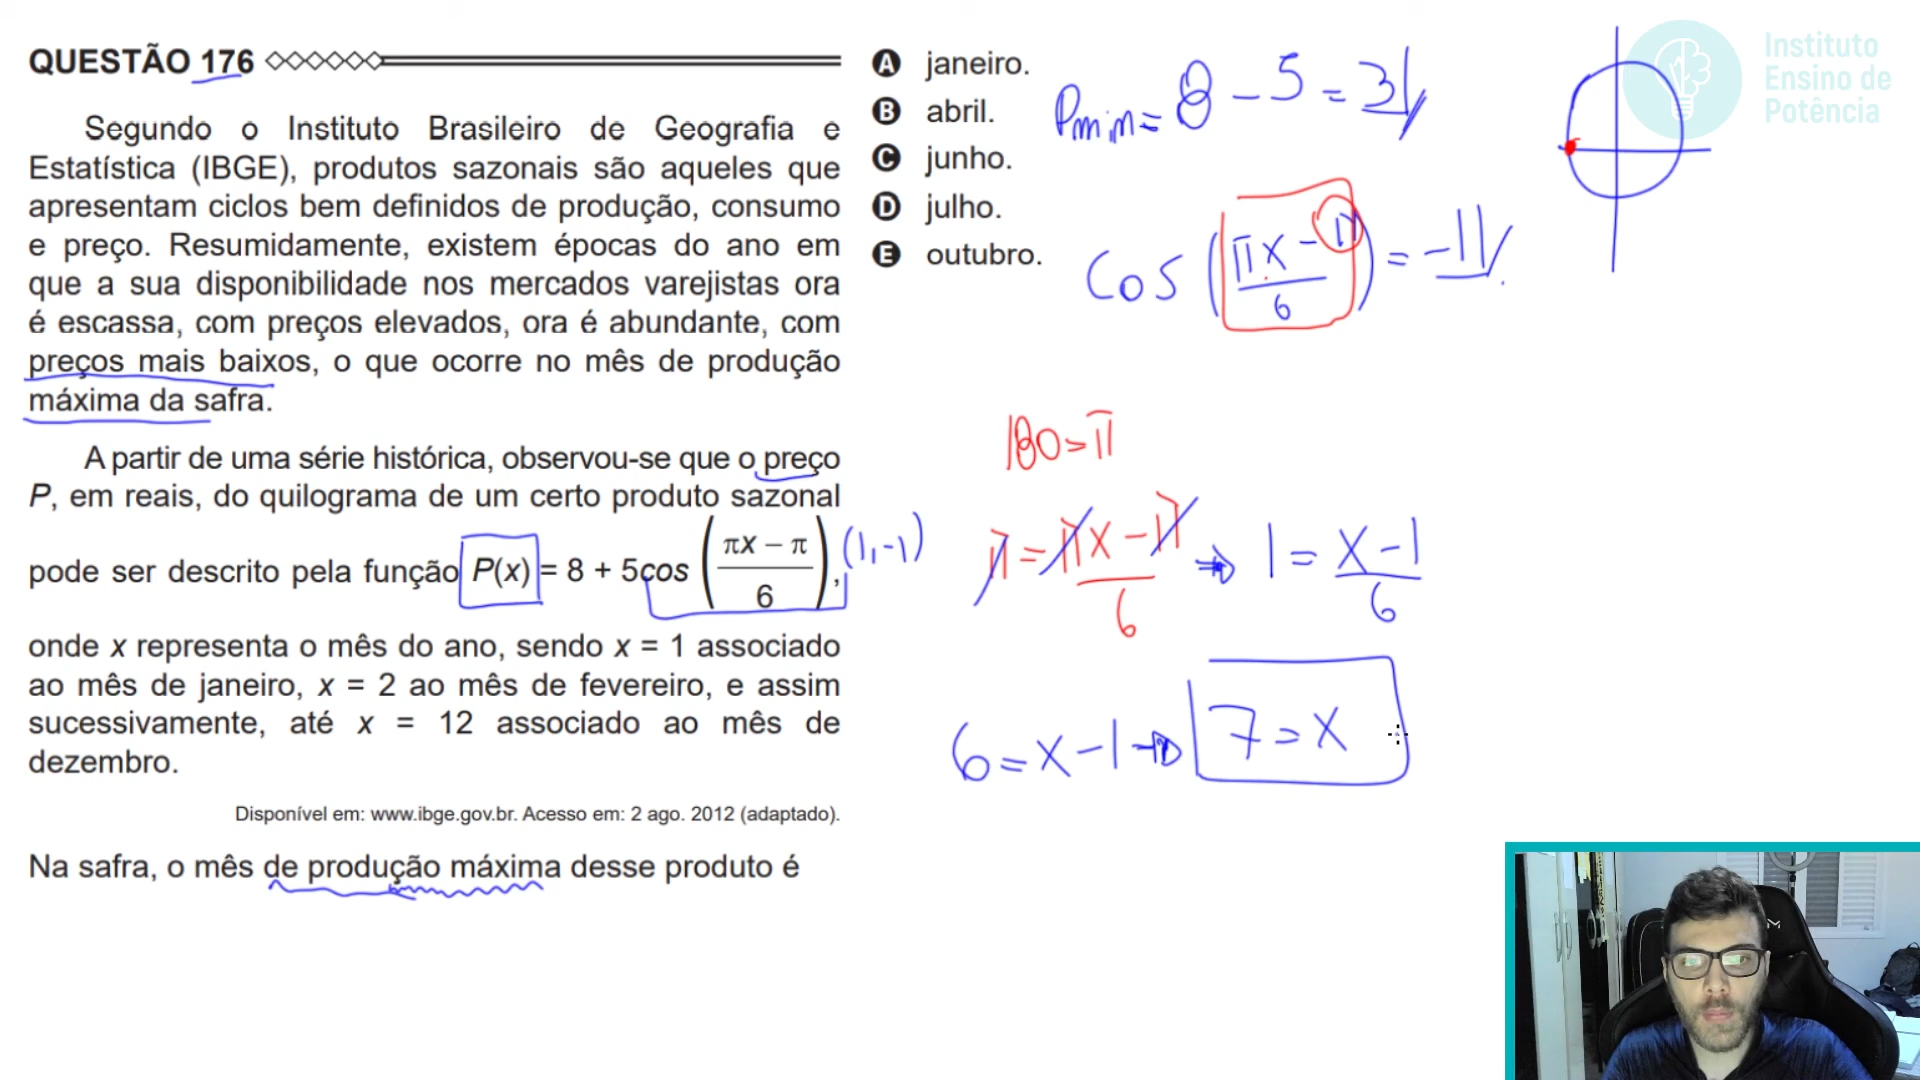 QUESTÃO 176
Segundo o Instituto Brasileiro de Geografia e
Estatística (IBGE), produtos sazonais são aqueles que
apresentam ciclos bem definidos de produção, consumo
e preço. Resumidamente, existem épocas do ano em
que a sua disponibilidade nos mercados varejistas ora
é escassa, com preços elevados, ora é abundante, com
preços mais baixos, o que ocorre no mês de produção
máxima da safra.
A partir de uma série histórica, observou-se que o preço
P, em reais, do quilograma de um certo produto sazonal
pode ser descrito pela função P(x) = 8 + 5cos (πx – π / 6), (1,-1)
onde x representa o mês do ano, sendo x = 1 associado
ao mês de janeiro, x = 2 ao mês de fevereiro, e assim
sucessivamente, até x = 12 associado ao mês de
dezembro.
Disponível em: www.ibge.gov.br. Acesso em: 2 ago. 2012 (adaptado).
Na safra, o mês de produção máxima desse produto é
A janeiro.
B abril.
C junho.
D julho.
E outubro.
Pmin = 8 - 5 = 3
cos (πx - π / 6) = -1
180 = π
π = πx - π / 6 ⇒ 1 = x - 1 / 6
6 = x - 1 ⇒ 7 = x
Instituto
Ensino de
Potência